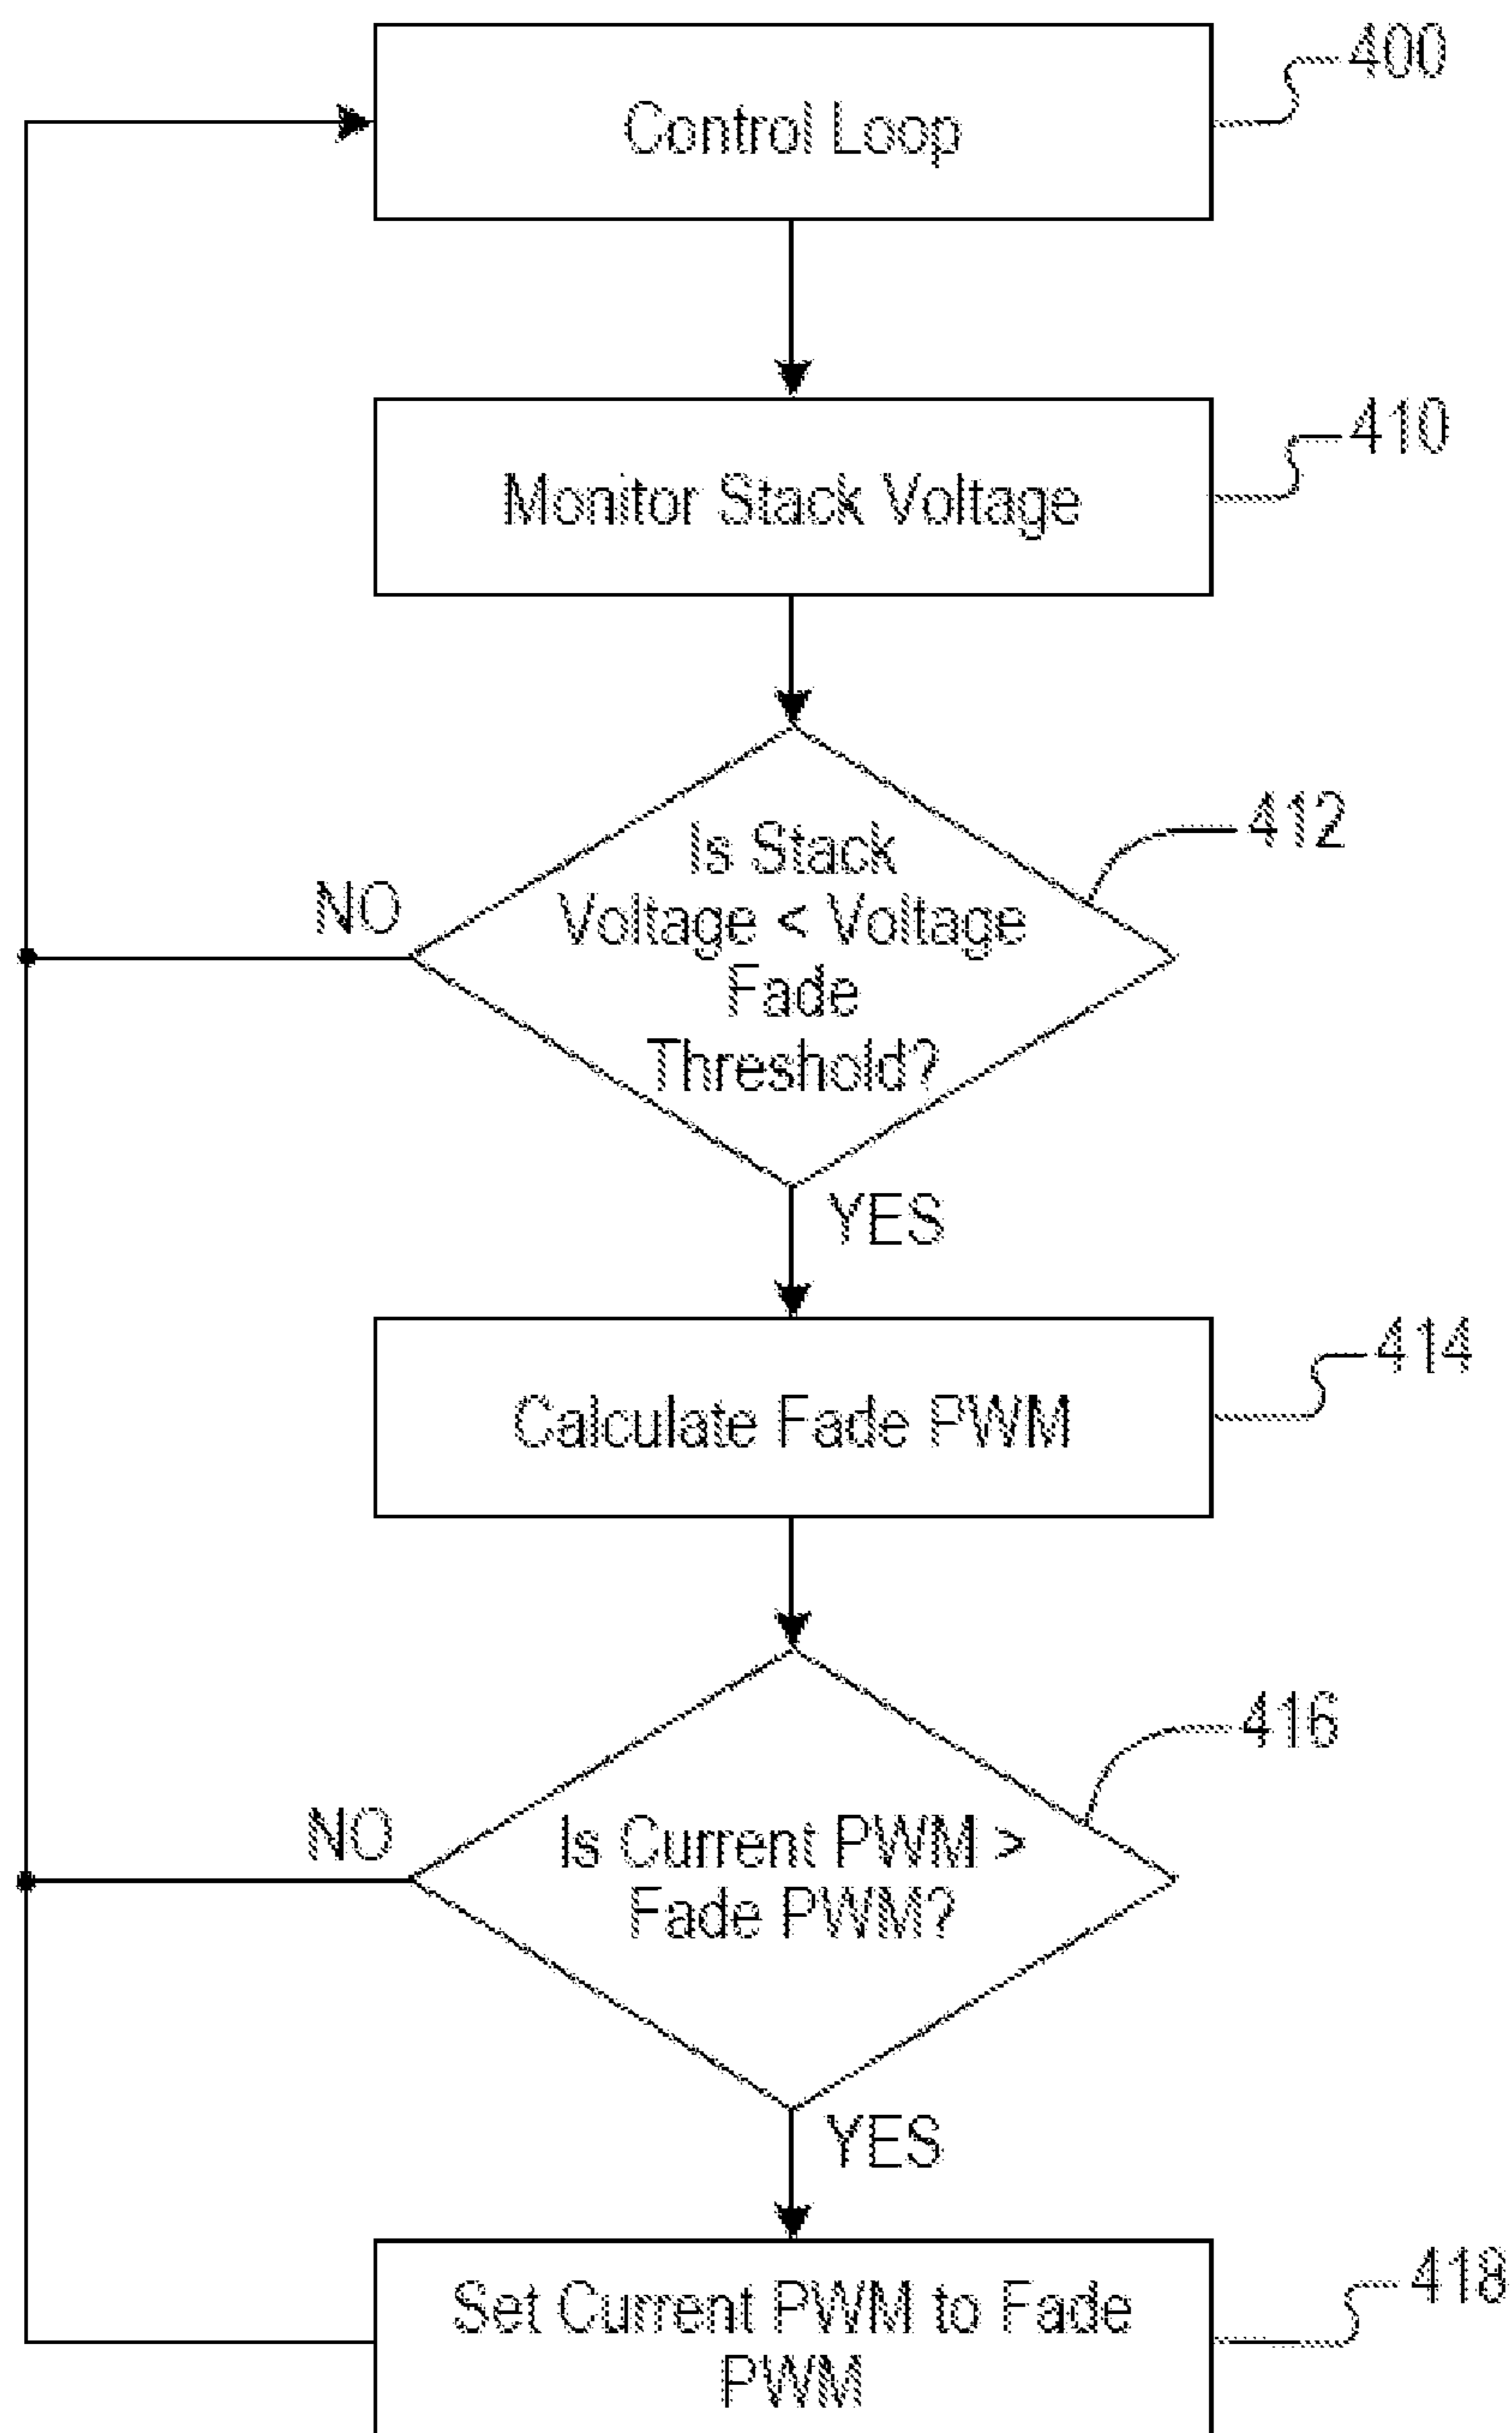 400
Control Loop
410
Monitor Stack Voltage
412
Is Stack
Voltage < Voltage
Fade
Threshold?
NO
YES
414
Calculate Fade PWM
416
Is Current PWM >
Fade PWM?
NO
YES
418
Set Current PWM to Fade
PWM